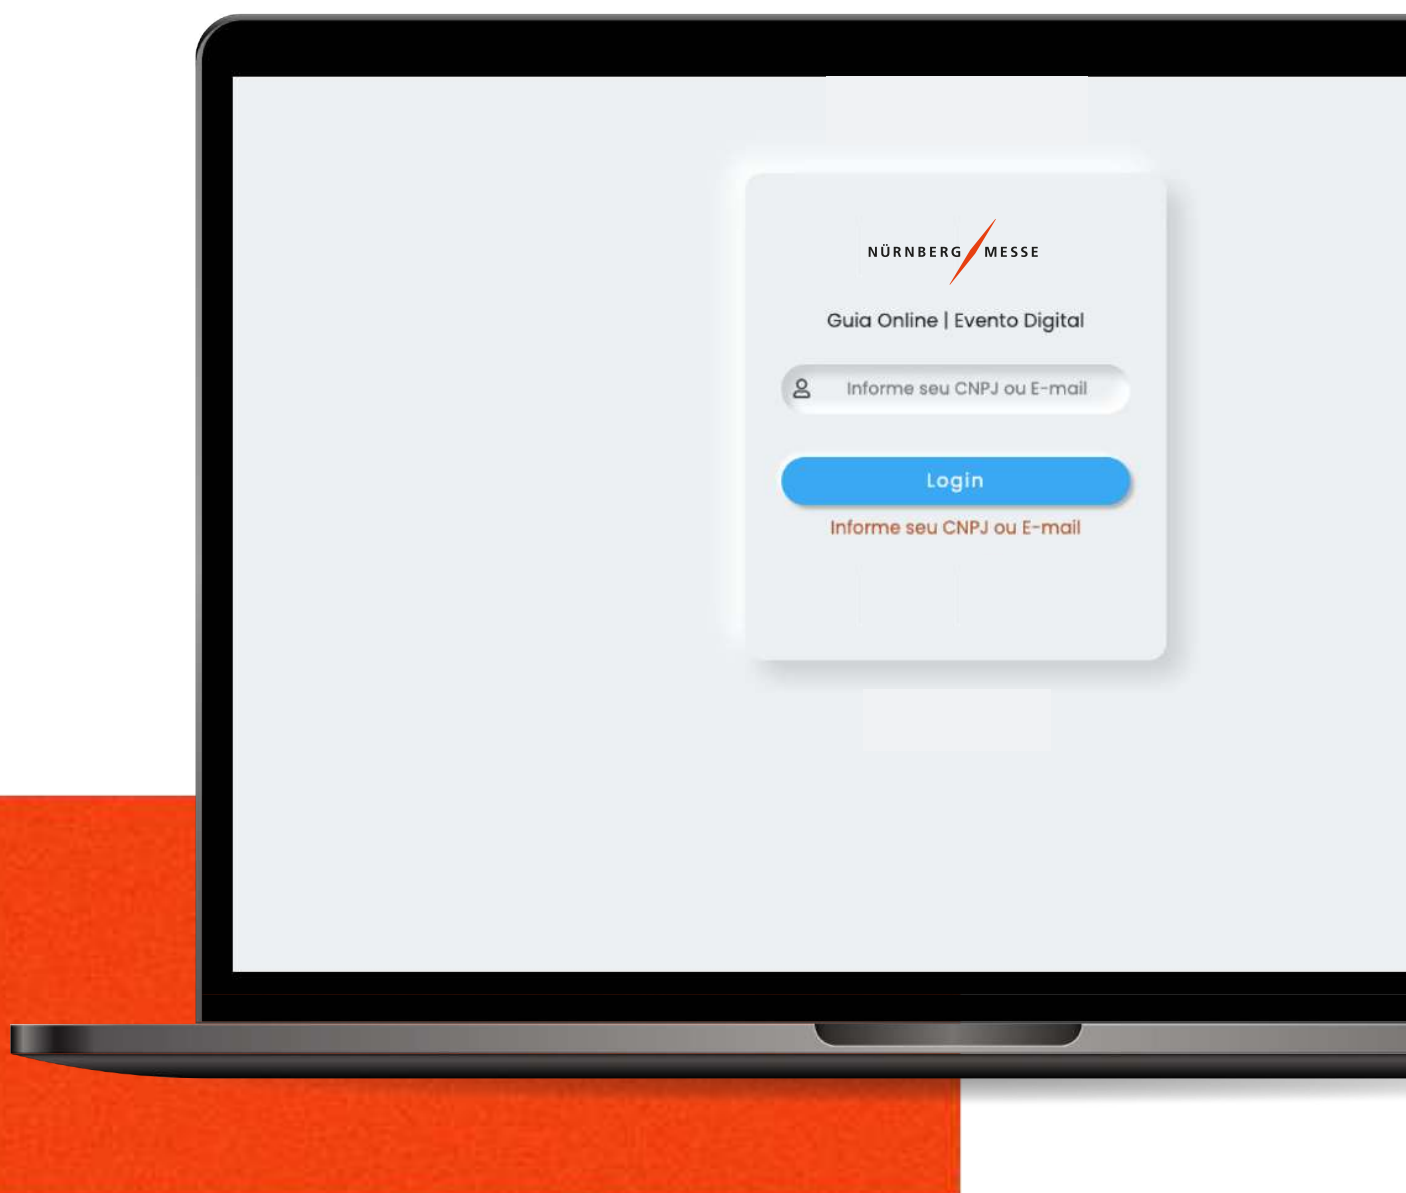 NÜRNBERG MESSE
Guia Online | Evento Digital
Informe seu CNPJ ou E-mail
Login
Informe seu CNPJ ou E-mail